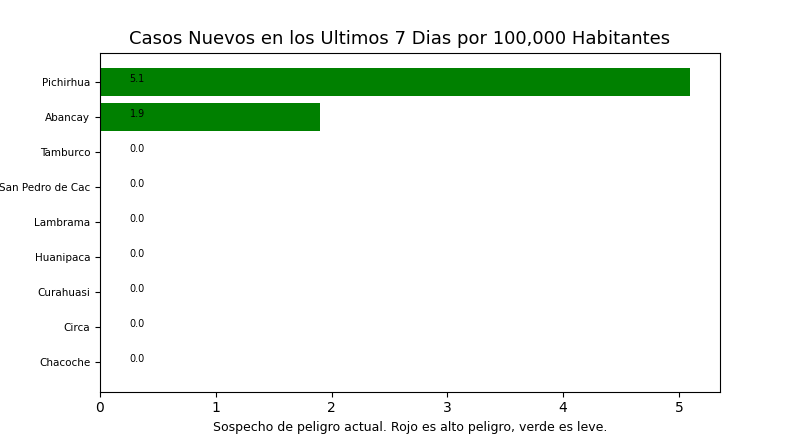 Casos Nuevos en los Ultimos 7 Dias por 100,000 Habitantes
Pichirhua 5.1
Abancay 1.9
Tamburco 0.0
San Pedro de Cac 0.0
Lambrama 0.0
Huanipaca 0.0
Curahuasi 0.0
Circa 0.0
Chacoche 0.0
0 1 2 3 4 5
Sospecho de peligro actual. Rojo es alto peligro, verde es leve.